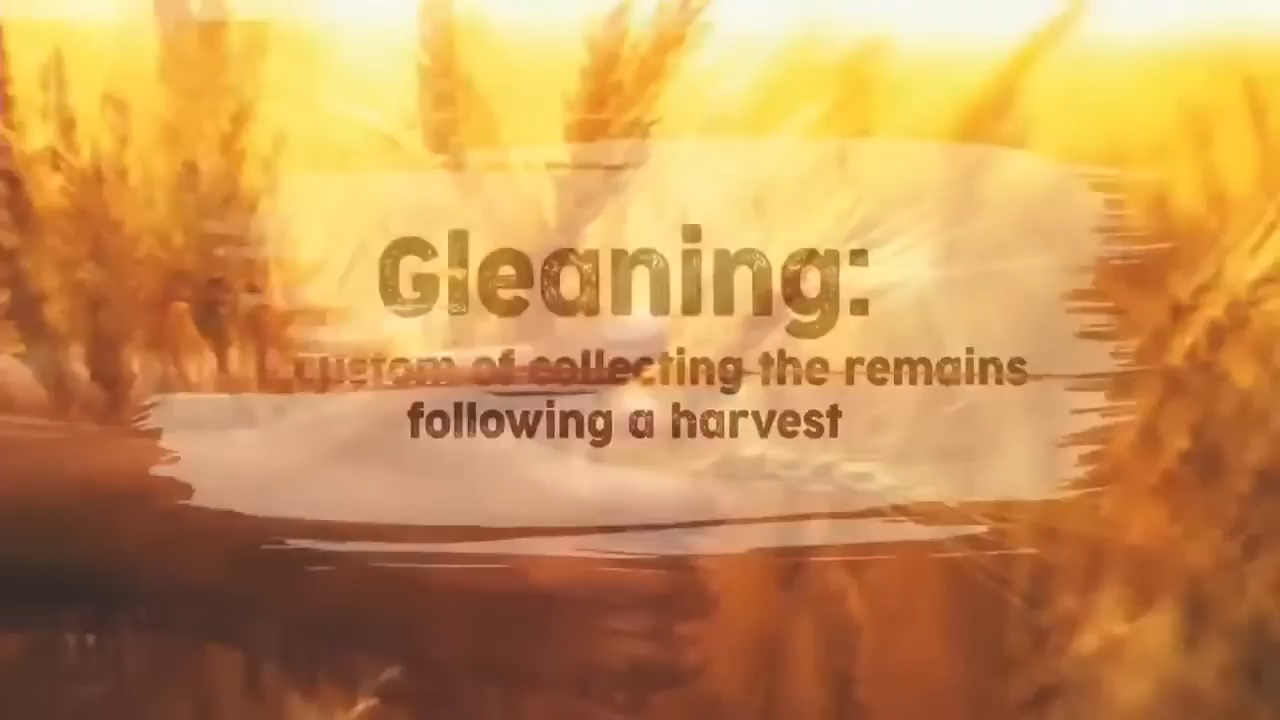 Gleaning:
custom of collecting the remains
following a harvest